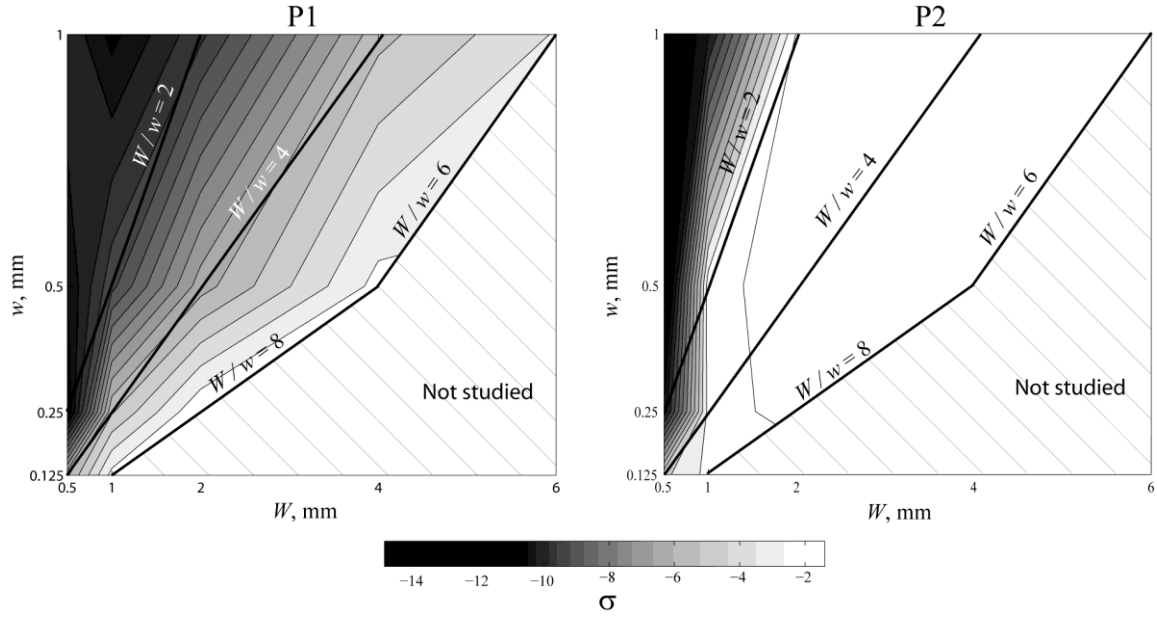 P1
P2
1
0.5
0.25
0.125
w, mm
W / w = 2
W / w = 4
W / w = 6
W / w = 8
Not studied
0.5 1 2 4 6
W, mm
1
0.5
0.25
0.125
w, mm
W / w = 2
W / w = 4
W / w = 6
W / w = 8
Not studied
0.5 1 2 4 6
W, mm
−14 −12 −10 −8 −6 −4 −2
σ